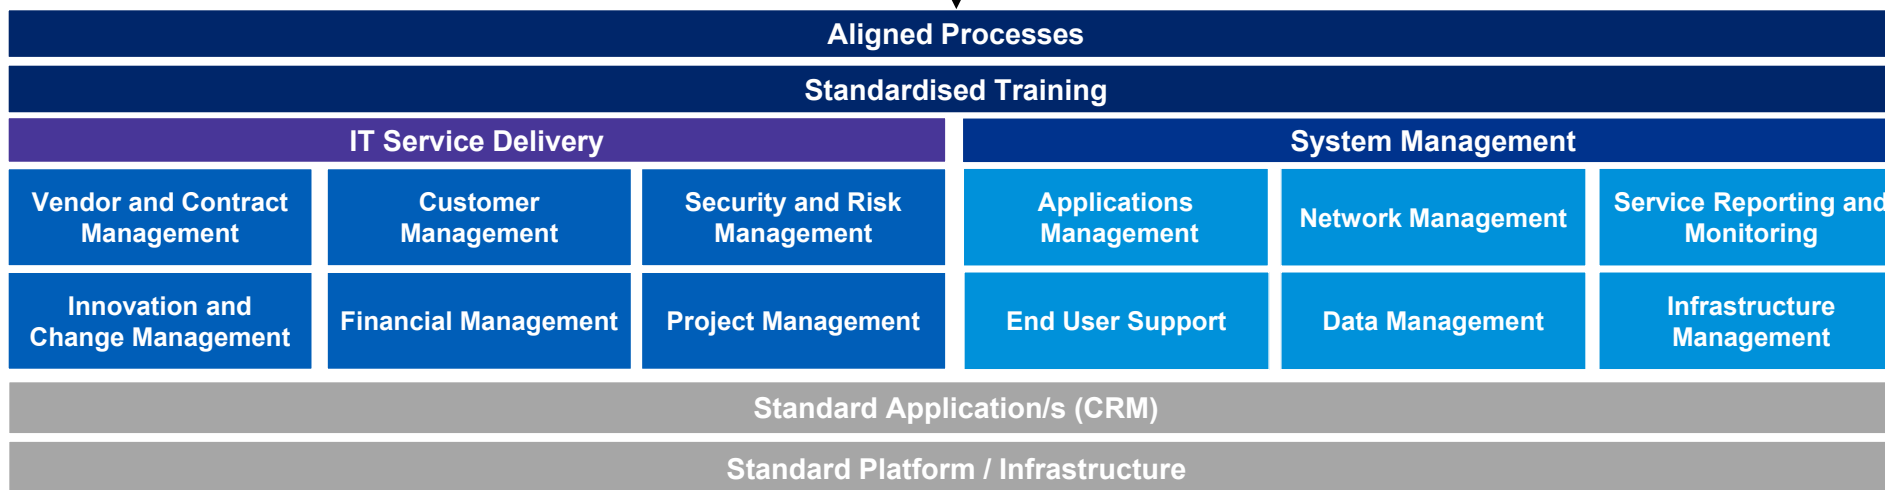 Aligned Processes
Standardised Training
IT Service Delivery
System Management
Vendor and Contract
Management
Customer
Management
Security and Risk
Management
Applications
Management
Network Management
Service Reporting and
Monitoring
Innovation and
Change Management
Financial Management
Project Management
End User Support
Data Management
Infrastructure
Management
Standard Application/s (CRM)
Standard Platform / Infrastructure